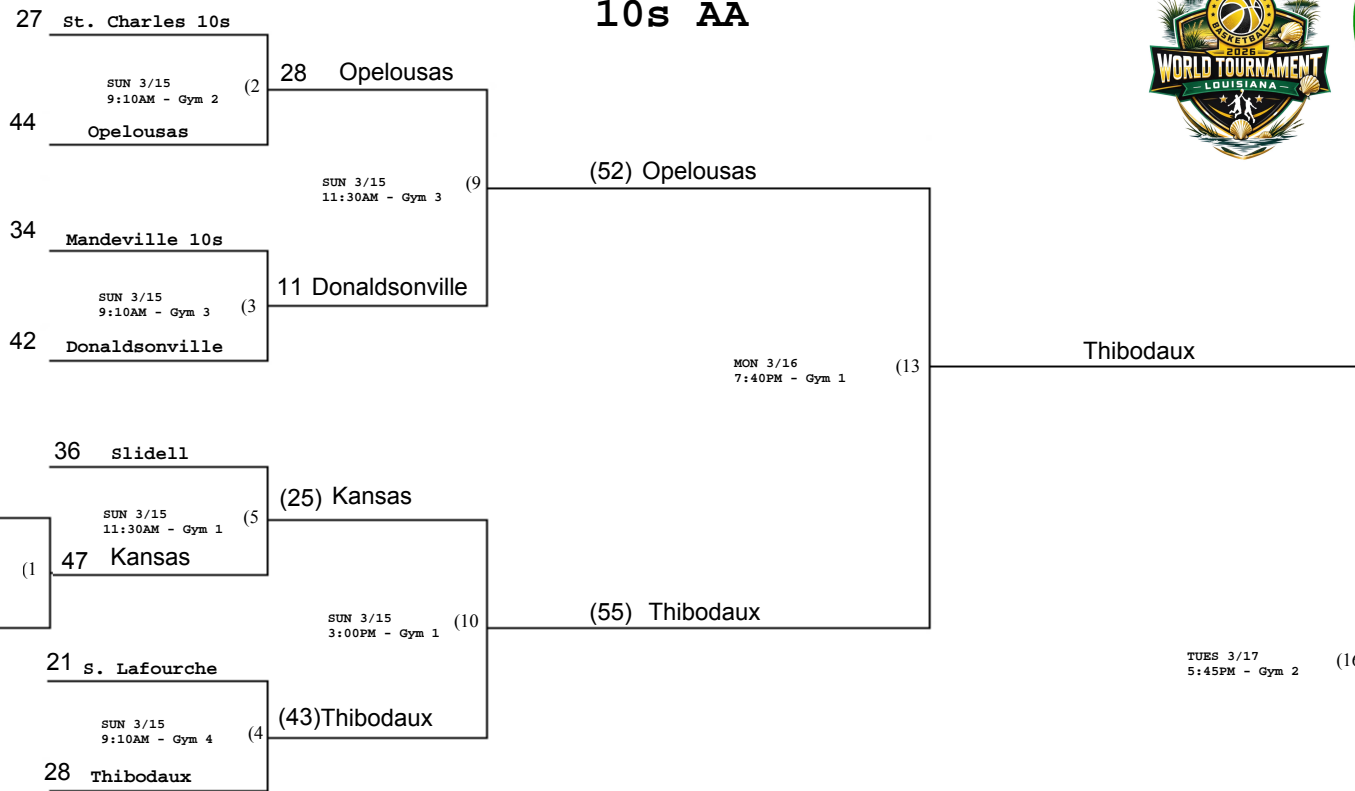 10s AA
BASKETBALL
2026
WORLD TOURNAMENT
LOUISIANA
27 St. Charles 10s
SUN 3/15
9:10AM - Gym 2
(2
44 Opelousas
28 Opelousas
SUN 3/15
11:30AM - Gym 3
(9
(52) Opelousas
34 Mandeville 10s
SUN 3/15
9:10AM - Gym 3
(3
42 Donaldsonville
11 Donaldsonville
MON 3/16
7:40PM - Gym 1
(13
Thibodaux
36 Slidell
SUN 3/15
11:30AM - Gym 1
(5
(1
47 Kansas
(25) Kansas
SUN 3/15
3:00PM - Gym 1
(10
(55) Thibodaux
21 S. Lafourche
SUN 3/15
9:10AM - Gym 4
(4
28 Thibodaux
(43)Thibodaux
TUES 3/17
5:45PM - Gym 2
(16